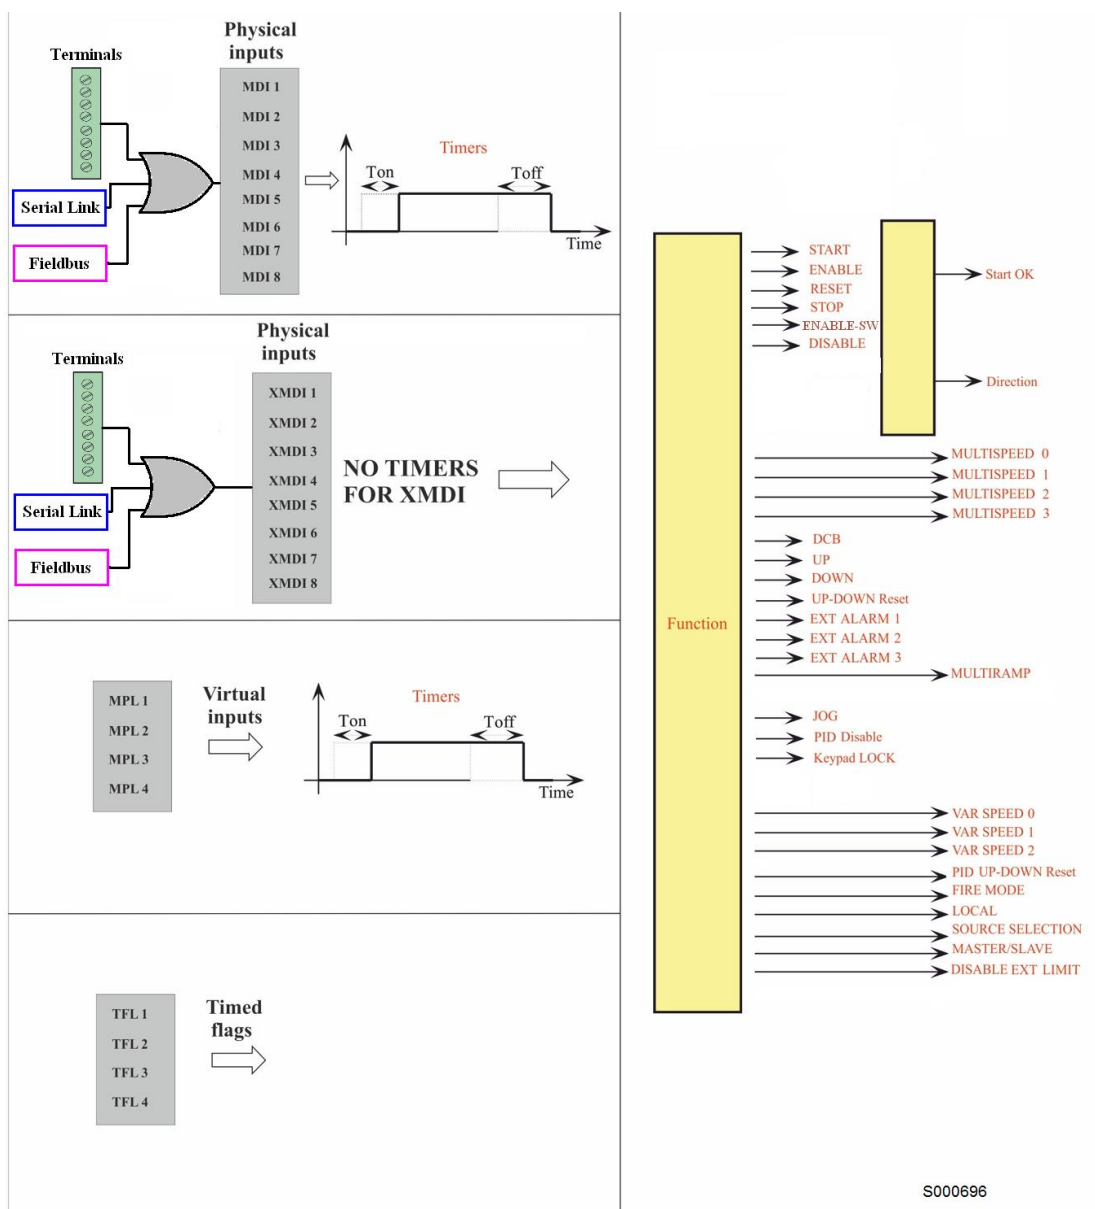 Physical
inputs
Terminals
MDI 1
MDI 2
MDI 3
MDI 4
MDI 5
MDI 6
MDI 7
MDI 8
Serial Link
Fieldbus
Timers
Ton
Toff
Time
Physical
inputs
Terminals
XMDI 1
XMDI 2
XMDI 3
XMDI 4
XMDI 5
XMDI 6
XMDI 7
XMDI 8
Serial Link
Fieldbus
NO TIMERS
FOR XMDI
MPL 1
MPL 2
MPL 3
MPL 4
Virtual
inputs
Timers
Ton
Toff
Time
TFL 1
TFL 2
TFL 3
TFL 4
Timed
flags
Function
START
ENABLE
RESET
STOP
ENABLE-SW
DISABLE
Start OK
Direction
MULTISPEED 0
MULTISPEED 1
MULTISPEED 2
MULTISPEED 3
DCB
UP
DOWN
UP-DOWN Reset
EXT ALARM 1
EXT ALARM 2
EXT ALARM 3
MULTIRAMP
JOG
PID Disable
Keypad LOCK
VAR SPEED 0
VAR SPEED 1
VAR SPEED 2
PID UP-DOWN Reset
FIRE MODE
LOCAL
SOURCE SELECTION
MASTER/SLAVE
DISABLE EXT LIMIT
S000696